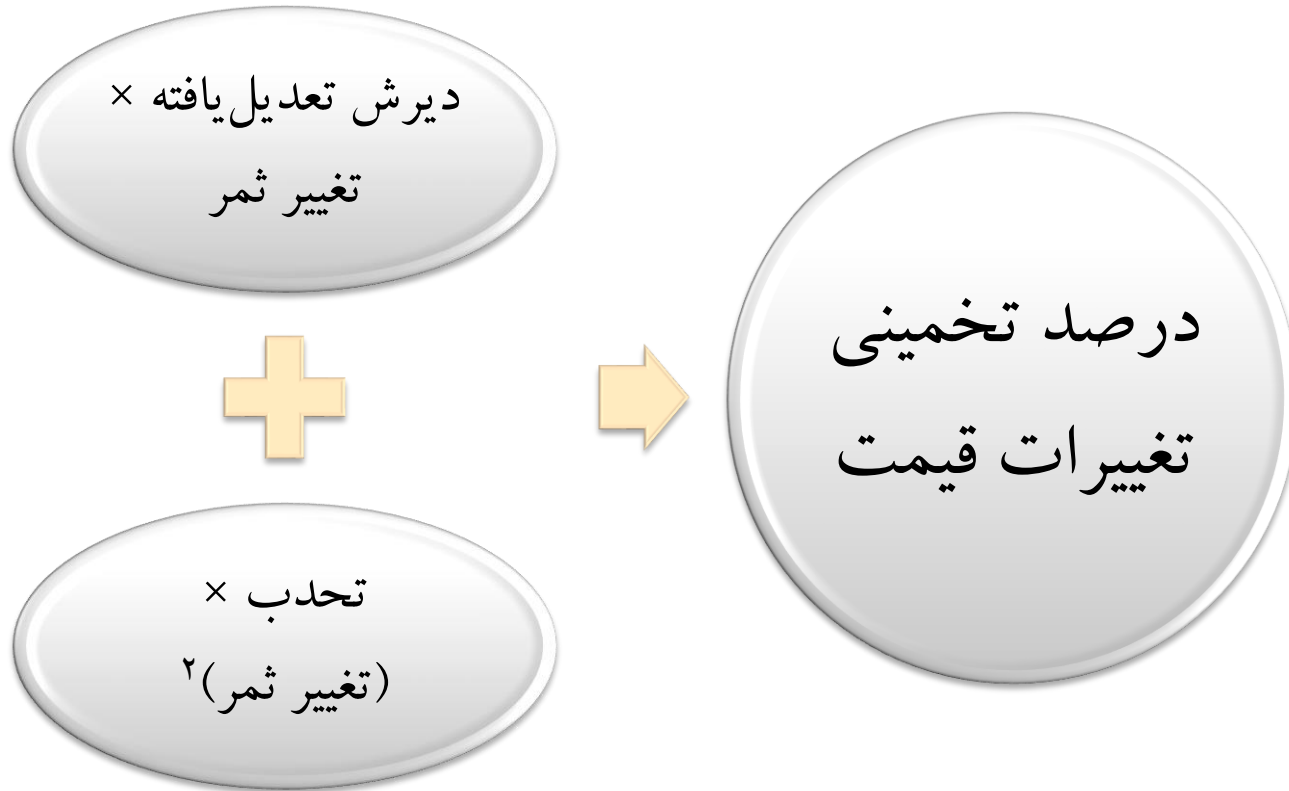 دیرش تعدیل‌یافته ×
تغییر ثمر
تحدب ×
(تغییر ثمر)۲
درصد تخمینی
تغییرات قیمت